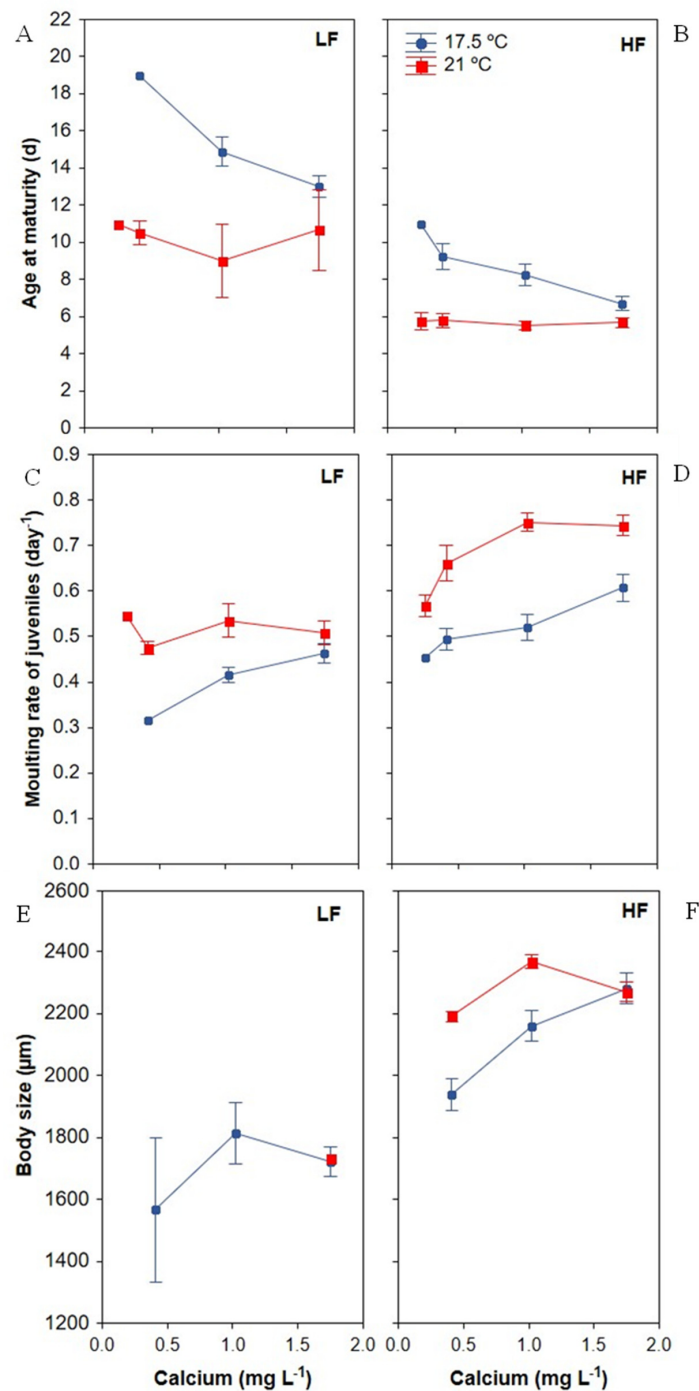 A
LF
22
20
18
16
14
12
10
8
6
4
2
0
Age at maturity (d)
HF
B
17.5 ºC
21 ºC
C
LF
0.9
0.8
0.7
0.6
0.5
0.4
0.3
0.2
0.1
0.0
Moulting rate of juveniles (day-1)
HF
D
E
LF
2600
2400
2200
2000
1800
1600
1400
1200
Body size (µm)
0.0 0.5 1.0 1.5 2.0
Calcium (mg L-1)
HF
F
0.0 0.5 1.0 1.5 2.0
Calcium (mg L-1)